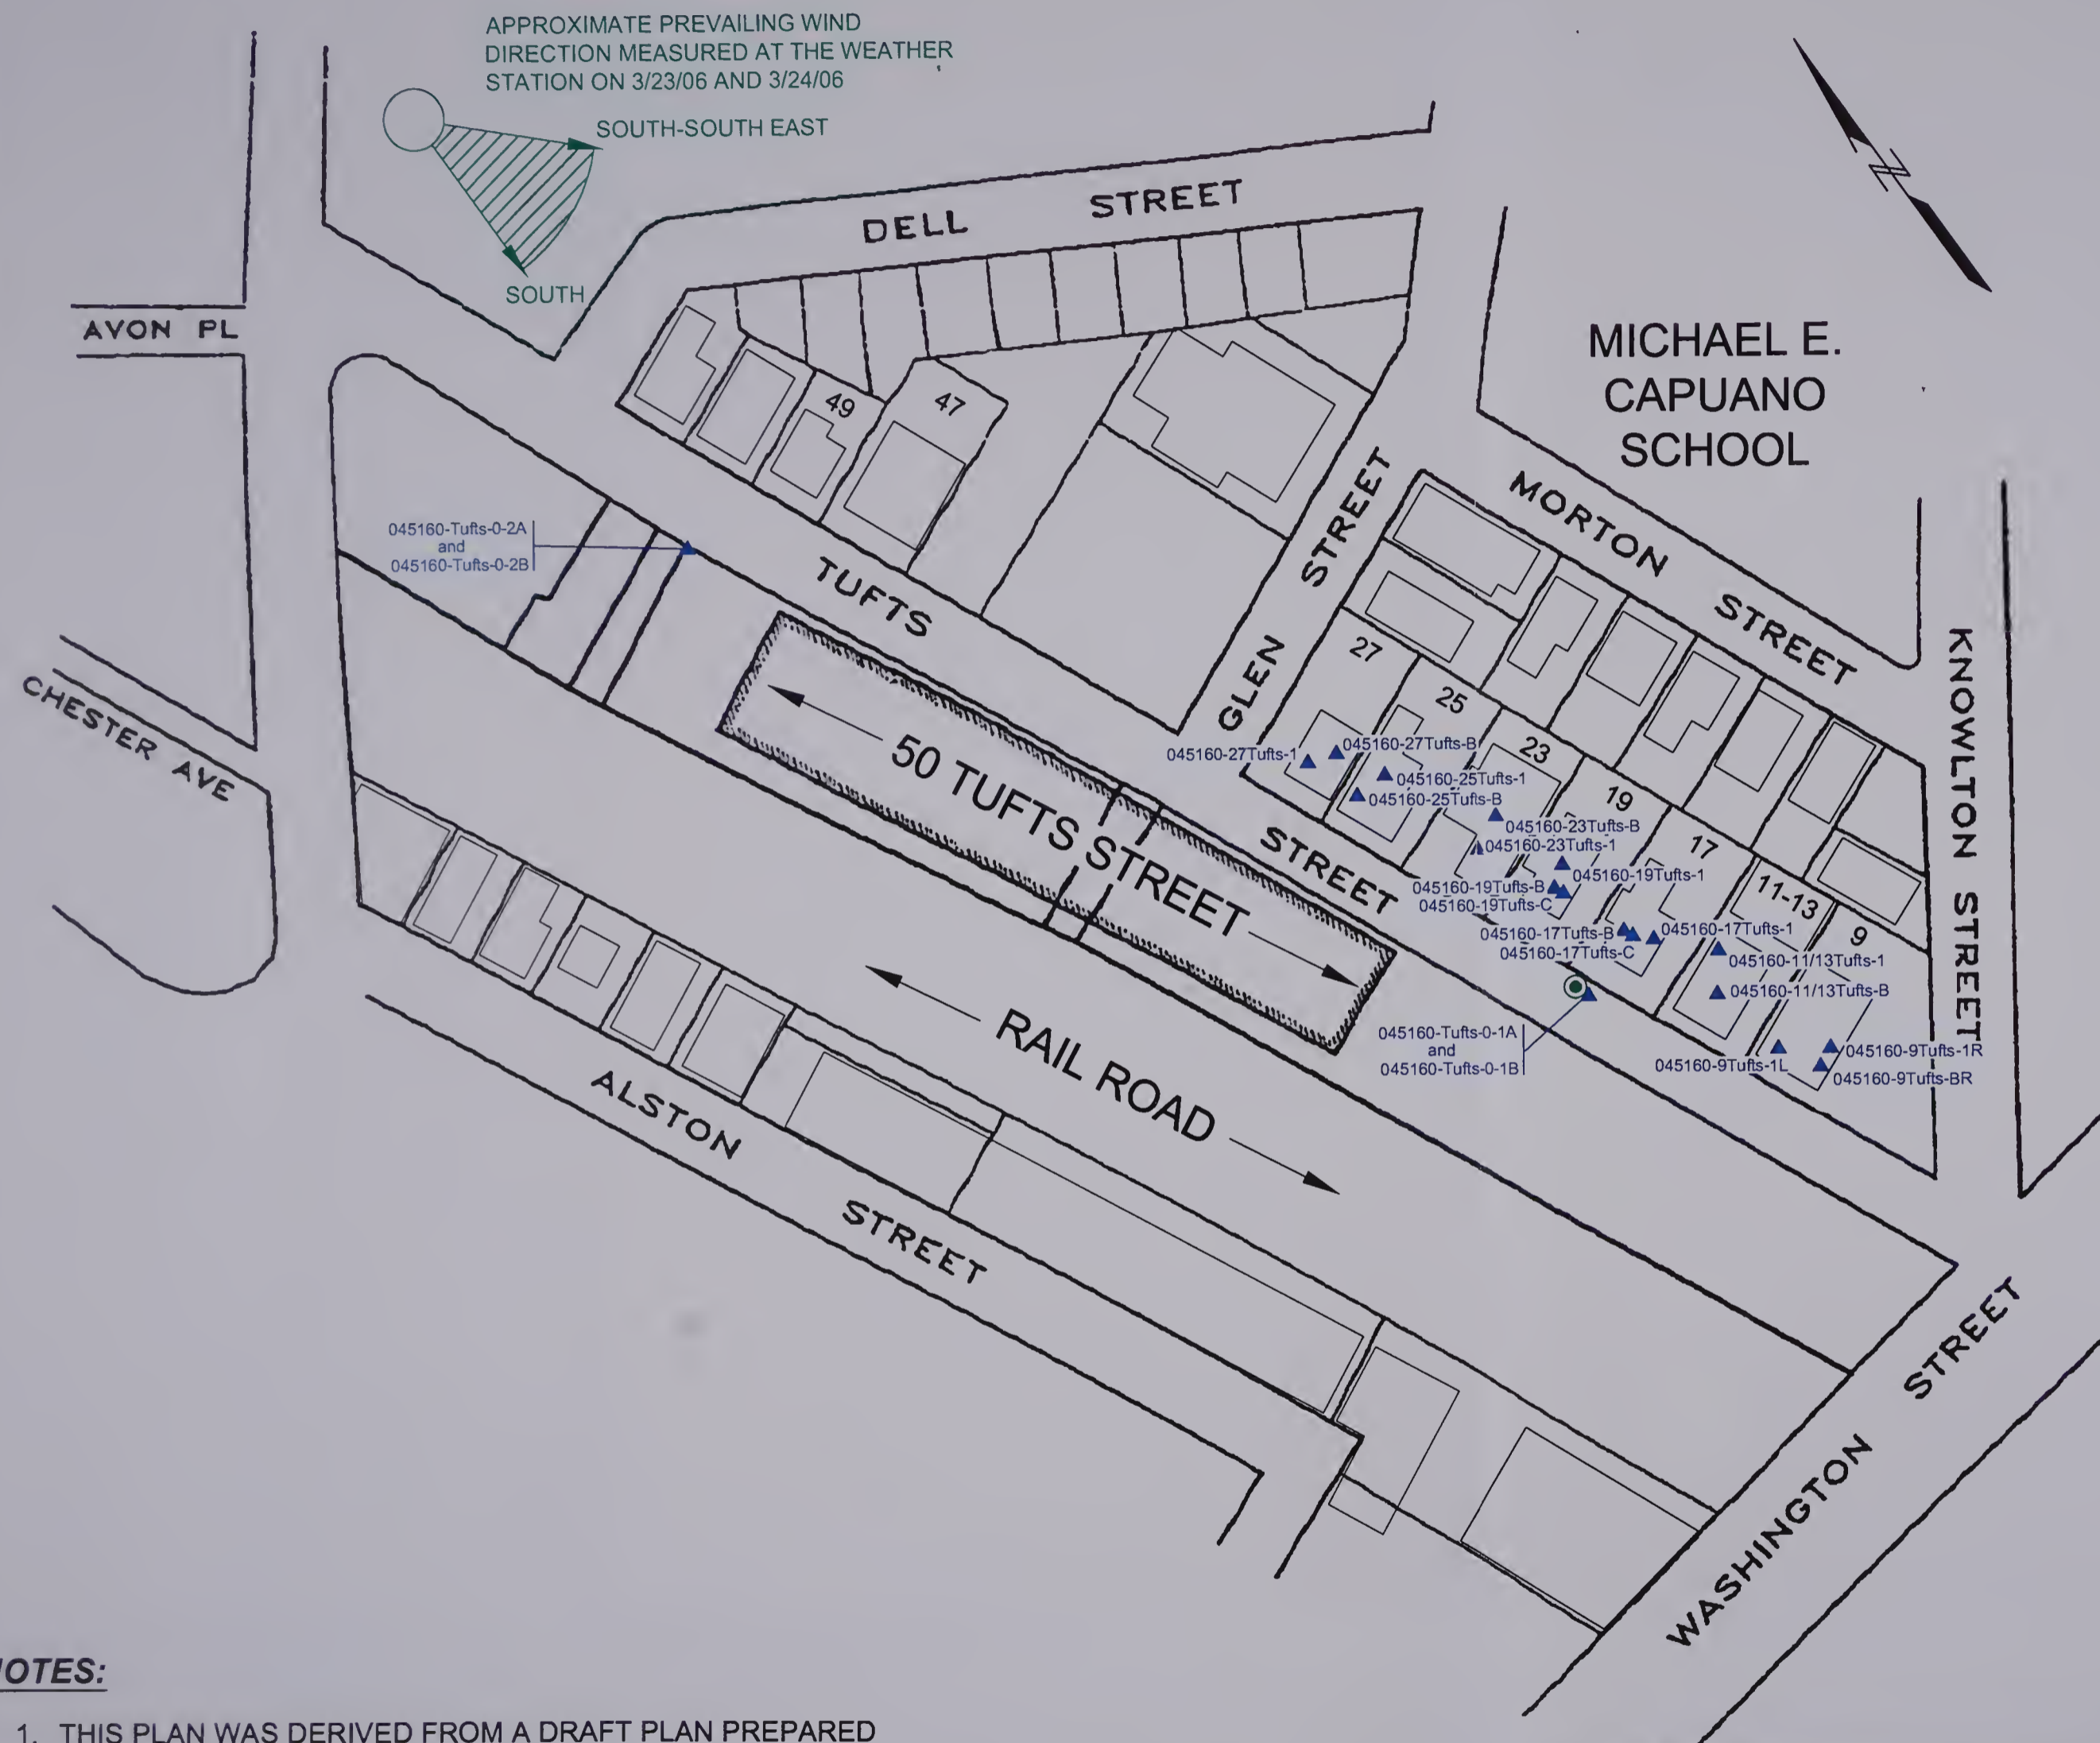 APPROXIMATE PREVAILING WIND
DIRECTION MEASURED AT THE WEATHER
STATION ON 3/23/06 AND 3/24/06
SOUTH-SOUTH EAST
SOUTH
N
DELL STREET
AVON PL
MICHAEL E.
CAPUANO
SCHOOL
49
47
MORTON STREET
GLEN STREET
045160-Tufts-0-2A
and
045160-Tufts-0-2B
TUFTS STREET
KNOWLTON STREET
CHESTER AVE
50 TUFTS STREET
27
25
23
19
17
11-13
9
045160-27Tufts-1
045160-27Tufts-B
045160-25Tufts-1
045160-25Tufts-B
045160-23Tufts-B
045160-23Tufts-1
045160-19Tufts-1
045160-19Tufts-B
045160-19Tufts-C
045160-17Tufts-1
045160-17Tufts-B
045160-17Tufts-C
045160-11/13Tufts-1
045160-11/13Tufts-B
045160-Tufts-0-1A
and
045160-Tufts-0-1B
045160-9Tufts-1R
045160-9Tufts-1L
045160-9Tufts-BR
RAIL ROAD
ALSTON STREET
WASHINGTON STREET
OTES:
1. THIS PLAN WAS DERIVED FROM A DRAFT PLAN PREPARED